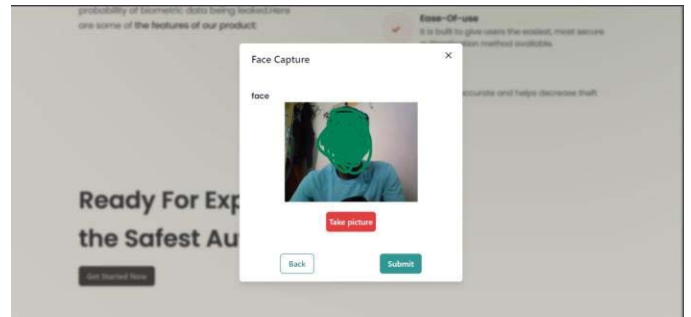 probability of biometric data being leaked.Here
are some of the features of our product:
Ease-Of-use
It is built to give users the easiest, most secure
method available.
Face Capture
×
face
accurate and helps decrease theft
Take picture
Ready For Exp
the Safest Au
Back
Submit
Get Started Now